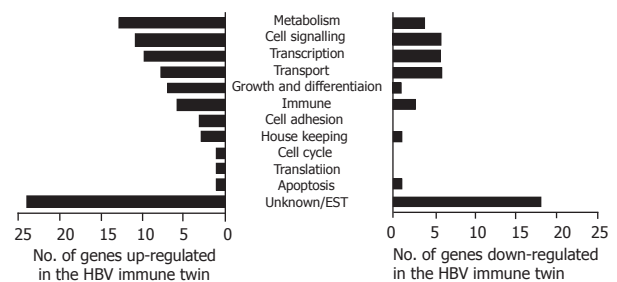 Metabolism
Cell signalling
Transcription
Transport
Growth and differentiaion
Immune
Cell adhesion
House keeping
Cell cycle
Translatiion
Apoptosis
Unknown/EST
25 20 15 10 5 0
0 5 10 15 20 25
No. of genes up-regulated
in the HBV immune twin
No. of genes down-regulated
in the HBV immune twin